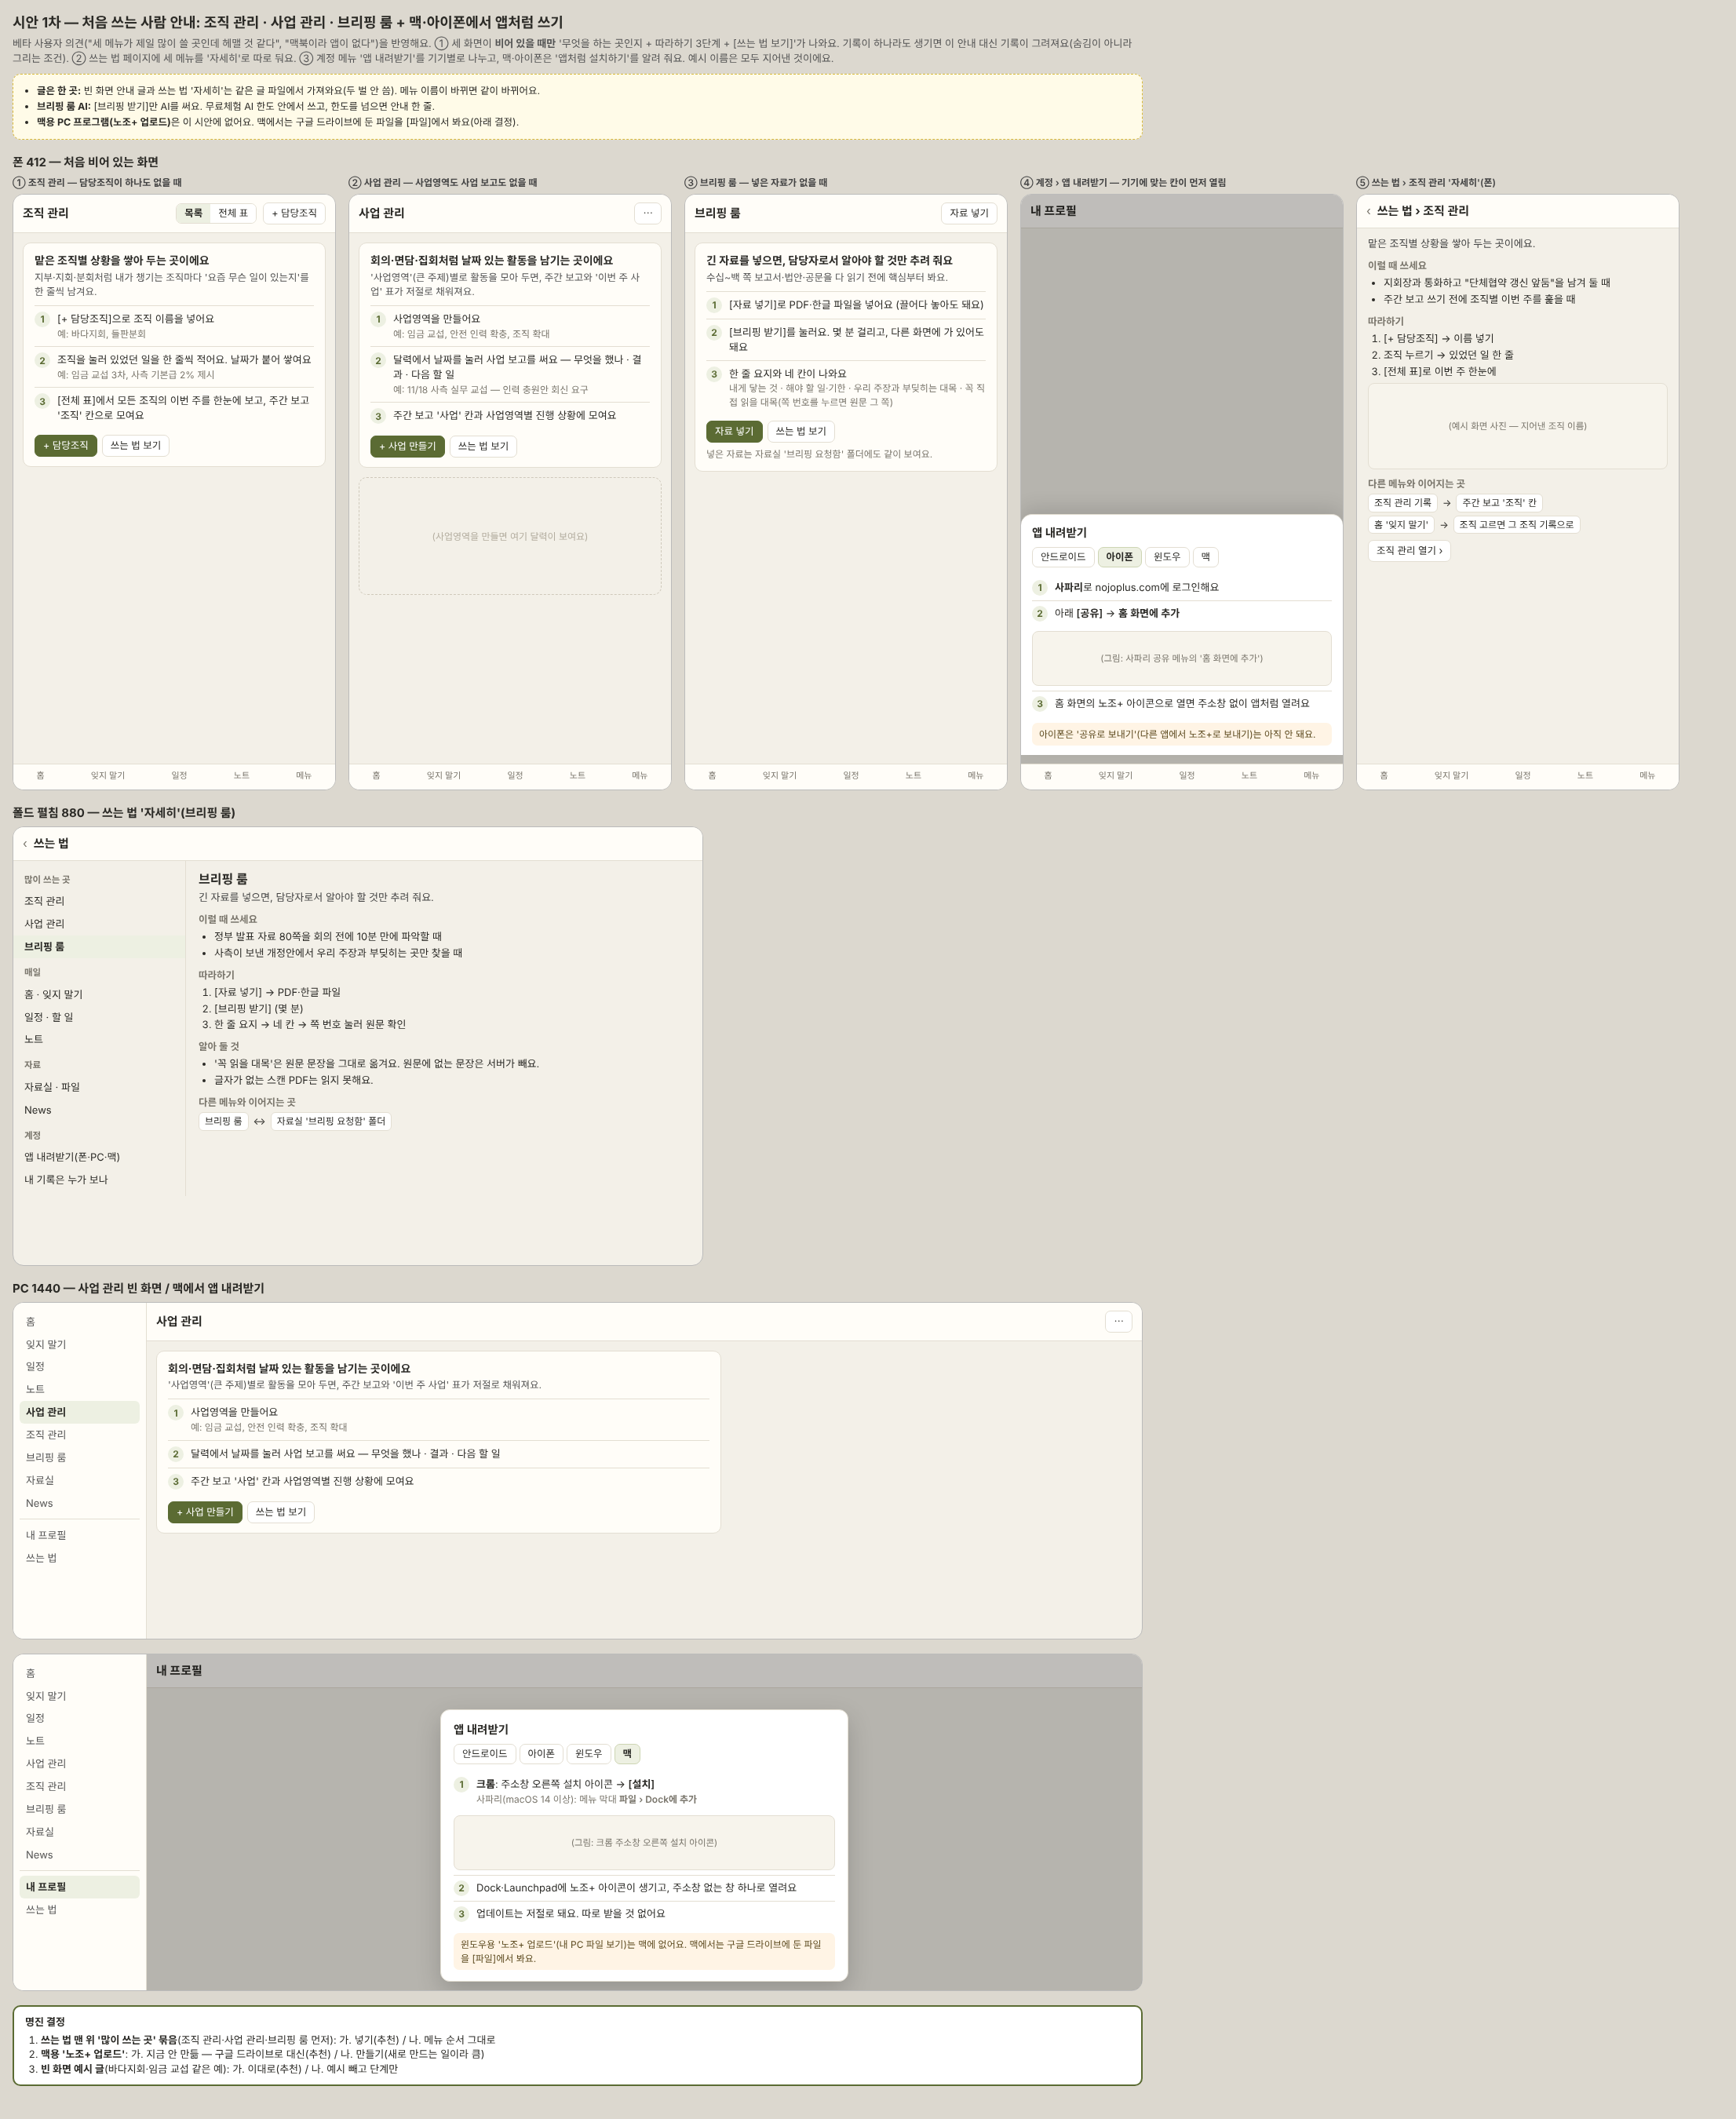 시안 1차 — 처음 쓰는 사람 안내: 조직 관리 · 사업 관리 · 브리핑 룸 + 맥·아이폰에서 앱처럼 쓰기
베타 사용자 의견("세 메뉴가 제일 많이 쓸 곳인데 헤맬 것 같다", "맥북이라 앱이 없다")을 반영해요. ① 세 화면이 비어 있을 때만 '무엇을 하는 곳인지 + 따라하기 3단계 + [쓰는 법 보기]'가 나와요. 기록이 하나라도 생기면 이 안내 대신 기록이 그려져요(숨김이 아니라
그리는 조건). ② 쓰는 법 페이지에 세 메뉴를 '자세히'로 따로 둬요. ③ 계정 메뉴 '앱 내려받기'를 기기별로 나누고, 맥·아이폰은 '앱처럼 설치하기'를 알려 줘요. 예시 이름은 모두 지어낸 것이에요.
• 글은 한 곳: 빈 화면 안내 글과 쓰는 법 '자세히'는 같은 글 파일에서 가져와요(두 벌 안 씀). 메뉴 이름이 바뀌면 같이 바뀌어요.
• 브리핑 룸 AI: [브리핑 받기]만 AI를 써요. 무료체험 AI 한도 안에서 쓰고, 한도를 넘으면 안내 한 줄.
• 맥용 PC 프로그램(노조+ 업로드)은 이 시안에 없어요. 맥에서는 구글 드라이브에 둔 파일을 [파일]에서 봐요(아래 결정).
폰 412 — 처음 비어 있는 화면
① 조직 관리 — 담당조직이 하나도 없을 때
조직 관리
목록 전체 표 + 담당조직
맡은 조직별 상황을 쌓아 두는 곳이에요
지부·지회·분회처럼 내가 챙기는 조직마다 '요즘 무슨 일이 있는지'를
한 줄씩 남겨요.
1 [+ 담당조직]으로 조직 이름을 넣어요
예: 바다지회, 들판분회
2 조직을 눌러 있었던 일을 한 줄씩 적어요. 날짜가 붙어 쌓여요
예: 임금 교섭 3차, 사측 기본급 2% 제시
3 [전체 표]에서 모든 조직의 이번 주를 한눈에 보고, 주간 보고
'조직' 칸으로 모여요
+ 담당조직 쓰는 법 보기
홈 잊지 말기 일정 노트 메뉴
② 사업 관리 — 사업영역도 사업 보고도 없을 때
사업 관리
⋯
회의·면담·집회처럼 날짜 있는 활동을 남기는 곳이에요
'사업영역'(큰 주제)별로 활동을 모아 두면, 주간 보고와 '이번 주 사
업' 표가 저절로 채워져요.
1 사업영역을 만들어요
예: 임금 교섭, 안전 인력 확충, 조직 확대
2 달력에서 날짜를 눌러 사업 보고를 써요 — 무엇을 했나 · 결
과 · 다음 할 일
예: 11/18 사측 실무 교섭 — 인력 충원안 회신 요구
3 주간 보고 '사업' 칸과 사업영역별 진행 상황에 모여요
+ 사업 만들기 쓰는 법 보기
(사업영역을 만들면 여기 달력이 보여요)
홈 잊지 말기 일정 노트 메뉴
③ 브리핑 룸 — 넣은 자료가 없을 때
브리핑 룸
자료 넣기
긴 자료를 넣으면, 담당자로서 알아야 할 것만 추려 줘요
수십~백 쪽 보고서·법안·공문을 다 읽기 전에 핵심부터 봐요.
1 [자료 넣기]로 PDF·한글 파일을 넣어요 (끌어다 놓아도 돼요)
2 [브리핑 받기]를 눌러요. 몇 분 걸리고, 다른 화면에 가 있어도
돼요
3 한 줄 요지와 네 칸이 나와요
내게 닿는 것 · 해야 할 일·기한 · 우리 주장과 부딪히는 대목 · 꼭 직
접 읽을 대목(쪽 번호를 누르면 원문 그 쪽)
자료 넣기 쓰는 법 보기
넣은 자료는 자료실 '브리핑 요청함' 폴더에도 같이 보여요.
홈 잊지 말기 일정 노트 메뉴
④ 계정 › 앱 내려받기 — 기기에 맞는 칸이 먼저 열림
내 프로필
앱 내려받기
안드로이드 아이폰 윈도우 맥
1 사파리로 nojoplus.com에 로그인해요
2 아래 [공유] → 홈 화면에 추가
(그림: 사파리 공유 메뉴의 '홈 화면에 추가')
3 홈 화면의 노조+ 아이콘으로 열면 주소창 없이 앱처럼 열려요
아이폰은 '공유로 보내기'(다른 앱에서 노조+로 보내기)는 아직 안 돼요.
홈 잊지 말기 일정 노트 메뉴
⑤ 쓰는 법 › 조직 관리 '자세히'(폰)
‹ 쓰는 법 › 조직 관리
맡은 조직별 상황을 쌓아 두는 곳이에요.
이럴 때 쓰세요
• 지회장과 통화하고 "단체협약 갱신 앞둠"을 남겨 둘 때
• 주간 보고 쓰기 전에 조직별 이번 주를 훑을 때
따라하기
1. [+ 담당조직] → 이름 넣기
2. 조직 누르기 → 있었던 일 한 줄
3. [전체 표]로 이번 주 한눈에
(예시 화면 사진 — 지어낸 조직 이름)
다른 메뉴와 이어지는 곳
조직 관리 기록 → 주간 보고 '조직' 칸
홈 '잊지 말기' → 조직 고르면 그 조직 기록으로
조직 관리 열기 ›
홈 잊지 말기 일정 노트 메뉴
폴드 펼침 880 — 쓰는 법 '자세히'(브리핑 룸)
‹ 쓰는 법
많이 쓰는 곳
조직 관리
사업 관리
브리핑 룸
매일
홈 · 잊지 말기
일정 · 할 일
노트
자료
자료실 · 파일
News
계정
앱 내려받기(폰·PC·맥)
내 기록은 누가 보나
브리핑 룸
긴 자료를 넣으면, 담당자로서 알아야 할 것만 추려 줘요.
이럴 때 쓰세요
• 정부 발표 자료 80쪽을 회의 전에 10분 만에 파악할 때
• 사측이 보낸 개정안에서 우리 주장과 부딪히는 곳만 찾을 때
따라하기
1. [자료 넣기] → PDF·한글 파일
2. [브리핑 받기] (몇 분)
3. 한 줄 요지 → 네 칸 → 쪽 번호 눌러 원문 확인
알아 둘 것
• '꼭 읽을 대목'은 원문 문장을 그대로 옮겨요. 원문에 없는 문장은 서버가 빼요.
• 글자가 없는 스캔 PDF는 읽지 못해요.
다른 메뉴와 이어지는 곳
브리핑 룸 ↔ 자료실 '브리핑 요청함' 폴더
PC 1440 — 사업 관리 빈 화면 / 맥에서 앱 내려받기
홈
잊지 말기
일정
노트
사업 관리
조직 관리
브리핑 룸
자료실
News
내 프로필
쓰는 법
사업 관리
⋯
회의·면담·집회처럼 날짜 있는 활동을 남기는 곳이에요
'사업영역'(큰 주제)별로 활동을 모아 두면, 주간 보고와 '이번 주 사업' 표가 저절로 채워져요.
1 사업영역을 만들어요
예: 임금 교섭, 안전 인력 확충, 조직 확대
2 달력에서 날짜를 눌러 사업 보고를 써요 — 무엇을 했나 · 결과 · 다음 할 일
3 주간 보고 '사업' 칸과 사업영역별 진행 상황에 모여요
+ 사업 만들기 쓰는 법 보기
홈
잊지 말기
일정
노트
사업 관리
조직 관리
브리핑 룸
자료실
News
내 프로필
쓰는 법
내 프로필
앱 내려받기
안드로이드 아이폰 윈도우 맥
1 크롬: 주소창 오른쪽 설치 아이콘 → [설치]
사파리(macOS 14 이상): 메뉴 막대 파일 › Dock에 추가
(그림: 크롬 주소창 오른쪽 설치 아이콘)
2 Dock·Launchpad에 노조+ 아이콘이 생기고, 주소창 없는 창 하나로 열려요
3 업데이트는 저절로 돼요. 따로 받을 것 없어요
윈도우용 '노조+ 업로드'(내 PC 파일 보기)는 맥에 없어요. 맥에서는 구글 드라이브에 둔 파일
을 [파일]에서 봐요.
명진 결정
1. 쓰는 법 맨 위 '많이 쓰는 곳' 묶음(조직 관리·사업 관리·브리핑 룸 먼저): 가. 넣기(추천) / 나. 메뉴 순서 그대로
2. 맥용 '노조+ 업로드': 가. 지금 안 만듦 — 구글 드라이브로 대신(추천) / 나. 만들기(새로 만드는 일이라 큼)
3. 빈 화면 예시 글(바다지회·임금 교섭 같은 예): 가. 이대로(추천) / 나. 예시 빼고 단계만